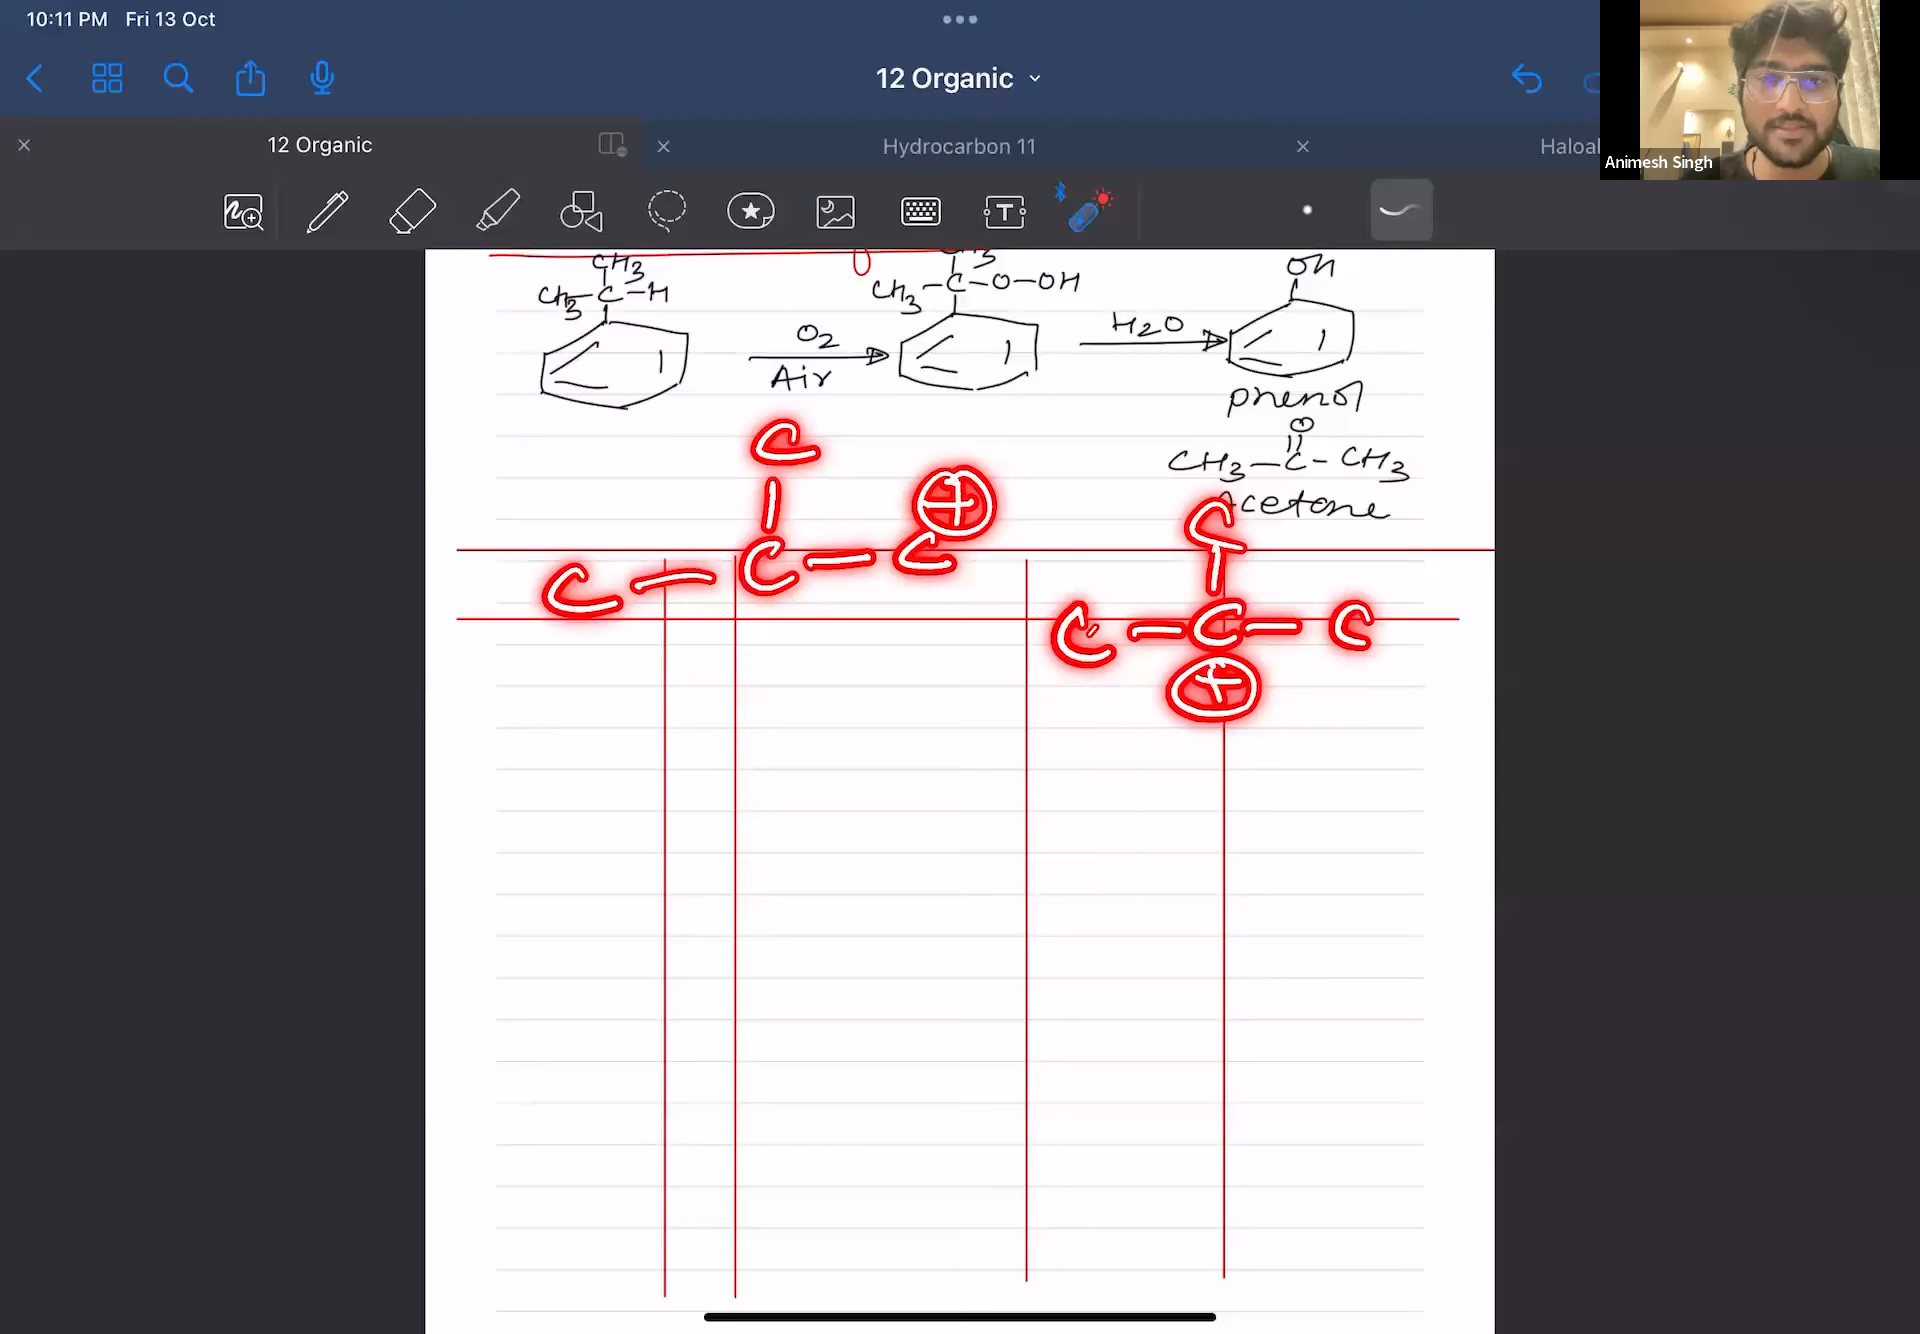 10:11 PM Fri 13 Oct
12 Organic
12 Organic
Hydrocarbon 11
Haloal
Animesh Singh
T
CH3
CH3-C-H
CH3
CH3-C-O-OH
OH
O2
Air
H2O
phenol
O
CH3-C-CH3
Acetone
C
C-C-C
+
C
C-C-C
+